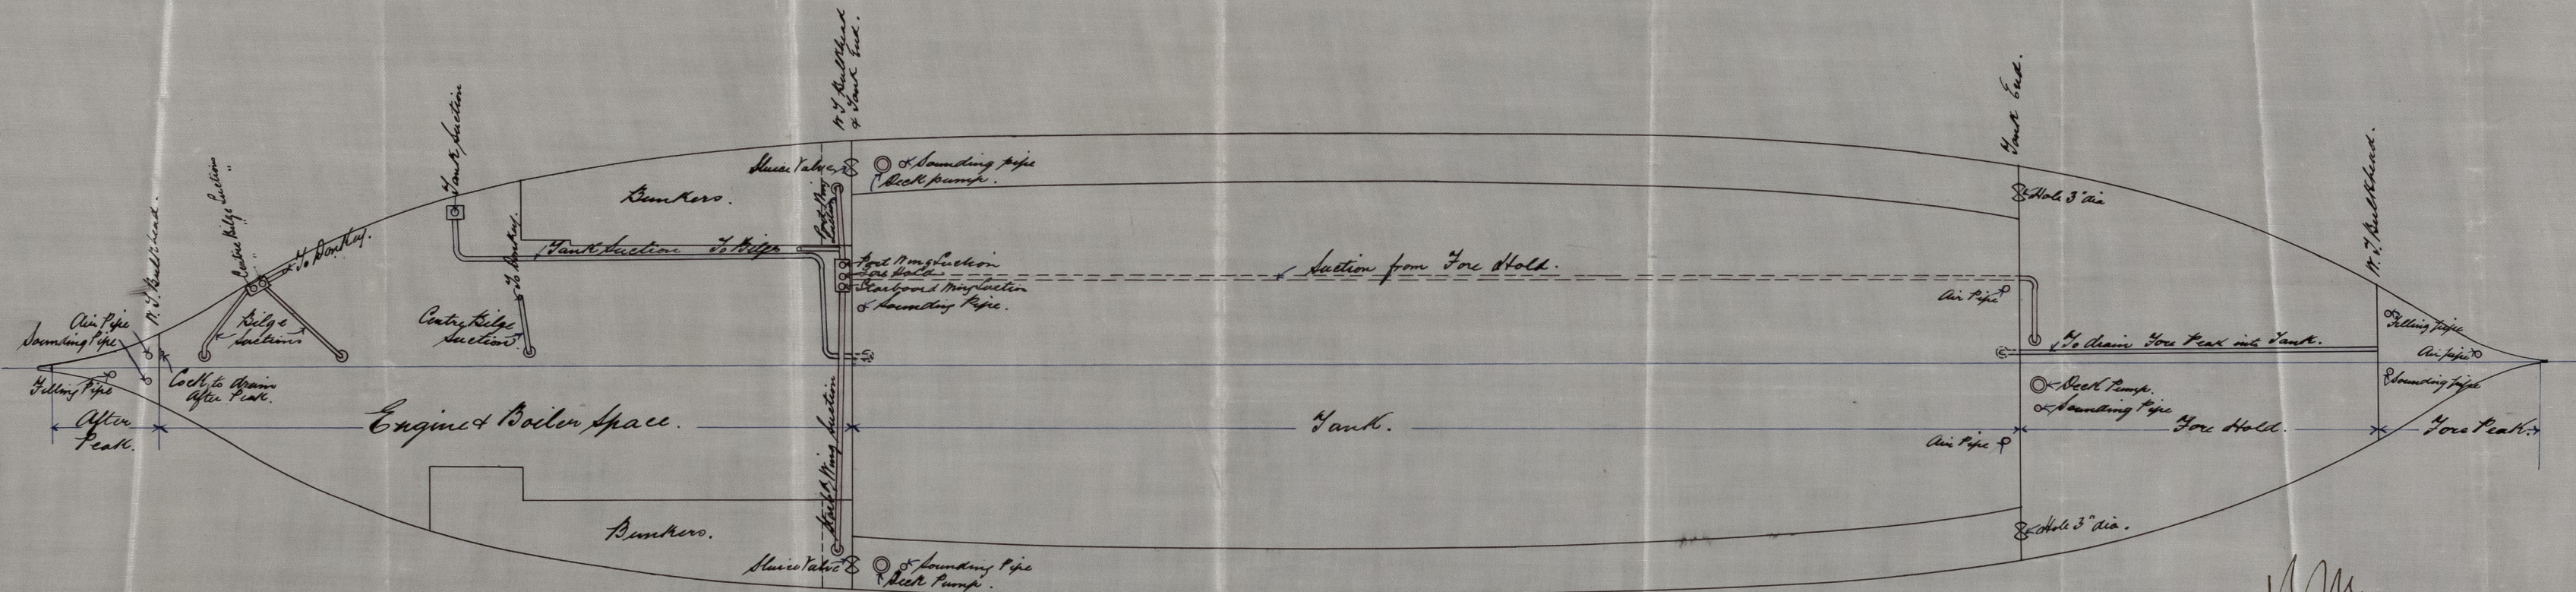 W. T. Bulkhead.
Centre Bilge Suction
" "
To Donkey.
Air Pipe
Sounding Pipe
Filling Pipe
Cock to drain
After Peak.
After
Peak.
Bilge
Suctions
Tank Suction
To Donkey.
Centre Bilge
Suction
Engine & Boiler Space.
Bunkers.
Tank Suction To Bilge
Bunkers.
W T Bulkhead
& Tank End.
Sluice Valve
Port Wing
Suction
Sounding pipe
Deck pump.
Port Wing Suction
Fore Hold
Starboard Wing Suction
Sounding Pipe.
Starbd Wing Suction
Sluice Valve
Sounding Pipe
Deck Pump.
Suction from Fore Hold.
Tank.
Tank End.
Hole 3" dia
Air Pipe
To drain Fore Peak into Tank.
Deck Pump.
Sounding Pipe
Air Pipe
Fore Hold.
Hole 3" dia.
W. T. Bulkhead.
Filling pipe
Air pipe
Sounding pipe
Fore Peak.